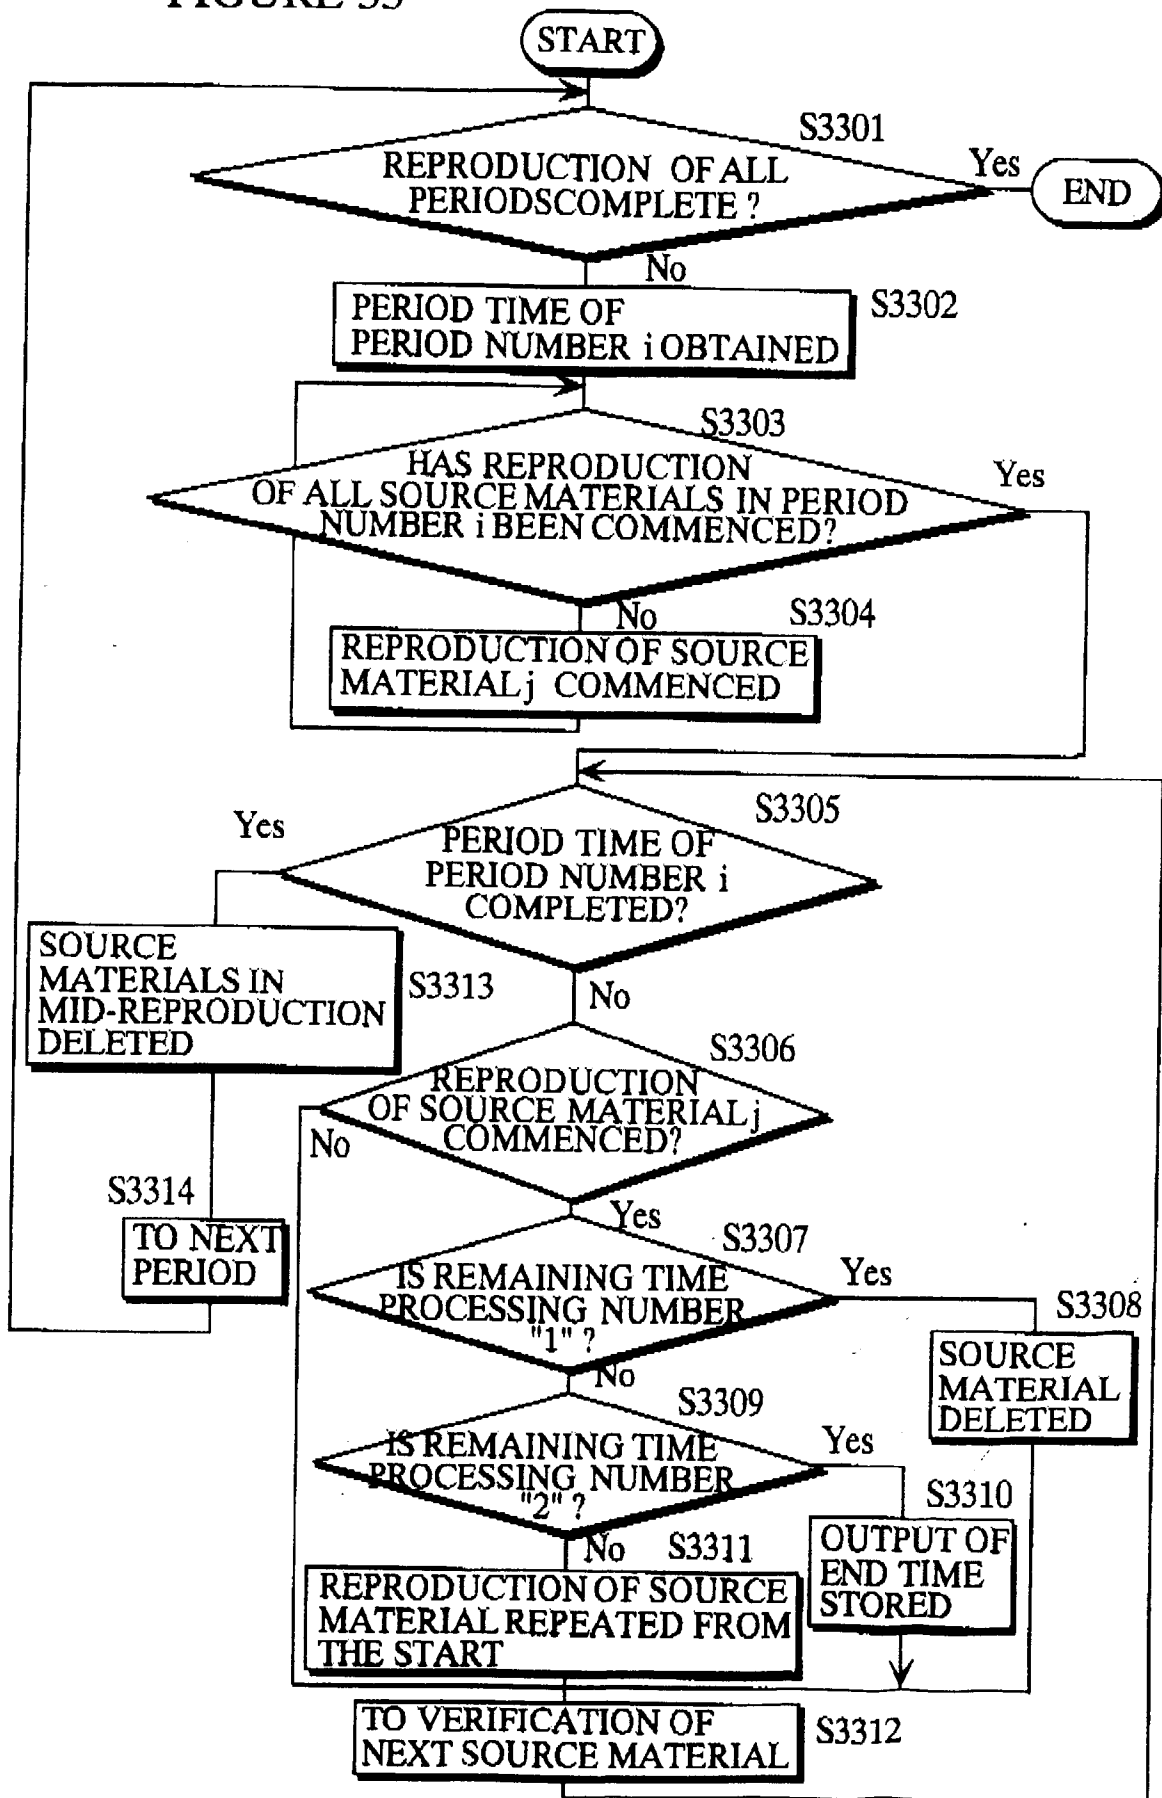 FIGURE 33
START
S3301
REPRODUCTION OF ALL
PERIODSCOMPLETE ?
Yes
END
No
S3302
PERIOD TIME OF
PERIOD NUMBER i OBTAINED
S3303
HAS REPRODUCTION
OF ALL SOURCE MATERIALS IN PERIOD
NUMBER i BEEN COMMENCED?
Yes
No
S3304
REPRODUCTION OF SOURCE
MATERIAL j COMMENCED
S3305
Yes
PERIOD TIME OF
PERIOD NUMBER i
COMPLETED?
SOURCE
MATERIALS IN
MID-REPRODUCTION
DELETED
S3313
No
S3306
REPRODUCTION
OF SOURCE MATERIAL j
COMMENCED?
No
S3314
TO NEXT
PERIOD
Yes
S3307
IS REMAINING TIME
PROCESSING NUMBER
"1" ?
Yes
S3308
SOURCE
MATERIAL
DELETED
No
S3309
IS REMAINING TIME
PROCESSING NUMBER
"2" ?
Yes
S3310
OUTPUT OF
END TIME
STORED
No
S3311
REPRODUCTION OF SOURCE
MATERIAL REPEATED FROM
THE START
TO VERIFICATION OF
NEXT SOURCE MATERIAL
S3312